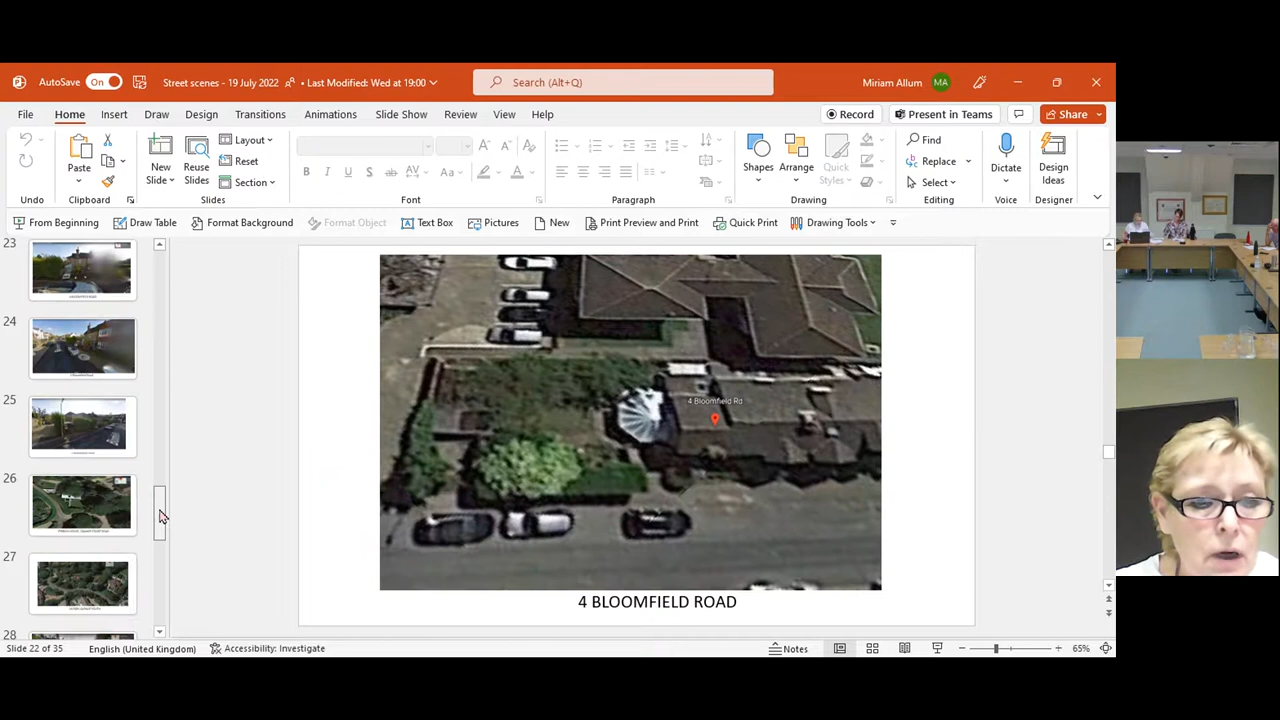 AutoSave On Street scenes - 19 July 2022 • Last Modified: Wed at 19:00 Search (Alt+Q) Miriam Allum MA
File Home Insert Draw Design Transitions Animations Slide Show Review View Help Record Present in Teams Share
Paste New Slide Reuse Slides Layout Reset Section Shapes Arrange Quick Styles Find Replace Select Dictate Design Ideas
B I U S ab AV Aa A
Undo Clipboard Slides Font Paragraph Drawing Editing Voice Designer
From Beginning Draw Table Format Background Format Object Text Box Pictures New Print Preview and Print Quick Print Drawing Tools
23
24
25
26
27
28
4 Bloomfield Rd
4 BLOOMFIELD ROAD
Slide 22 of 35 English (United Kingdom) Accessibility: Investigate Notes 65%